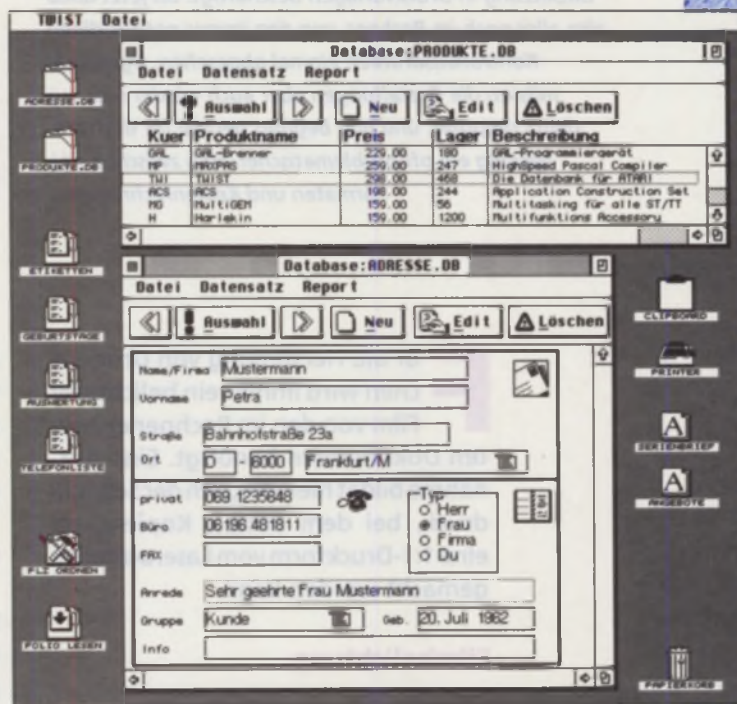 TWIST Datei
Database:PRODUKTE.DB
Datei Datensatz Report
Auswahl Neu Edit Löschen
Kuer Produktname Preis Lager Beschreibung
GAL GAL-Brenner 229.00 180 GAL-Programmiergerät
MP MAXPAS 259.00 247 HighSpeed Pascal Compiler
TWI TWIST 298.00 468 Die Datenbank für ATARI
ACS ACS 198.00 244 Application Construction Set
MG MultiGEM 159.00 56 Multitasking für alle ST/TT
H Harlekin 159.00 1200 Multifunktions Accessory
Database:ADRESSE.DB
Datei Datensatz Report
Auswahl Neu Edit Löschen
Name/Firma Mustermann
Vorname Petra
Straße Bahnhofstraße 23a
Ort D - 6000 Frankfurt/M
privat 069 1235648
Büro 06196 481811
FAX
Typ
Herr
Frau
Firma
Du
Anrede Sehr geehrte Frau Mustermann
Gruppe Kunde Geb. 20. Juli 1962
Info
ADRESSE.DB
PRODUKTE.DB
ETIKETTEN
GEBURTSTAGE
AUSWERTUNG
TELEFONLISTE
PLZ ORDNEN
FOLIO LESEN
CLIPBOARD
PRINTER
SERIENBRIEF
ANGEBOTE
PAPIERKORB